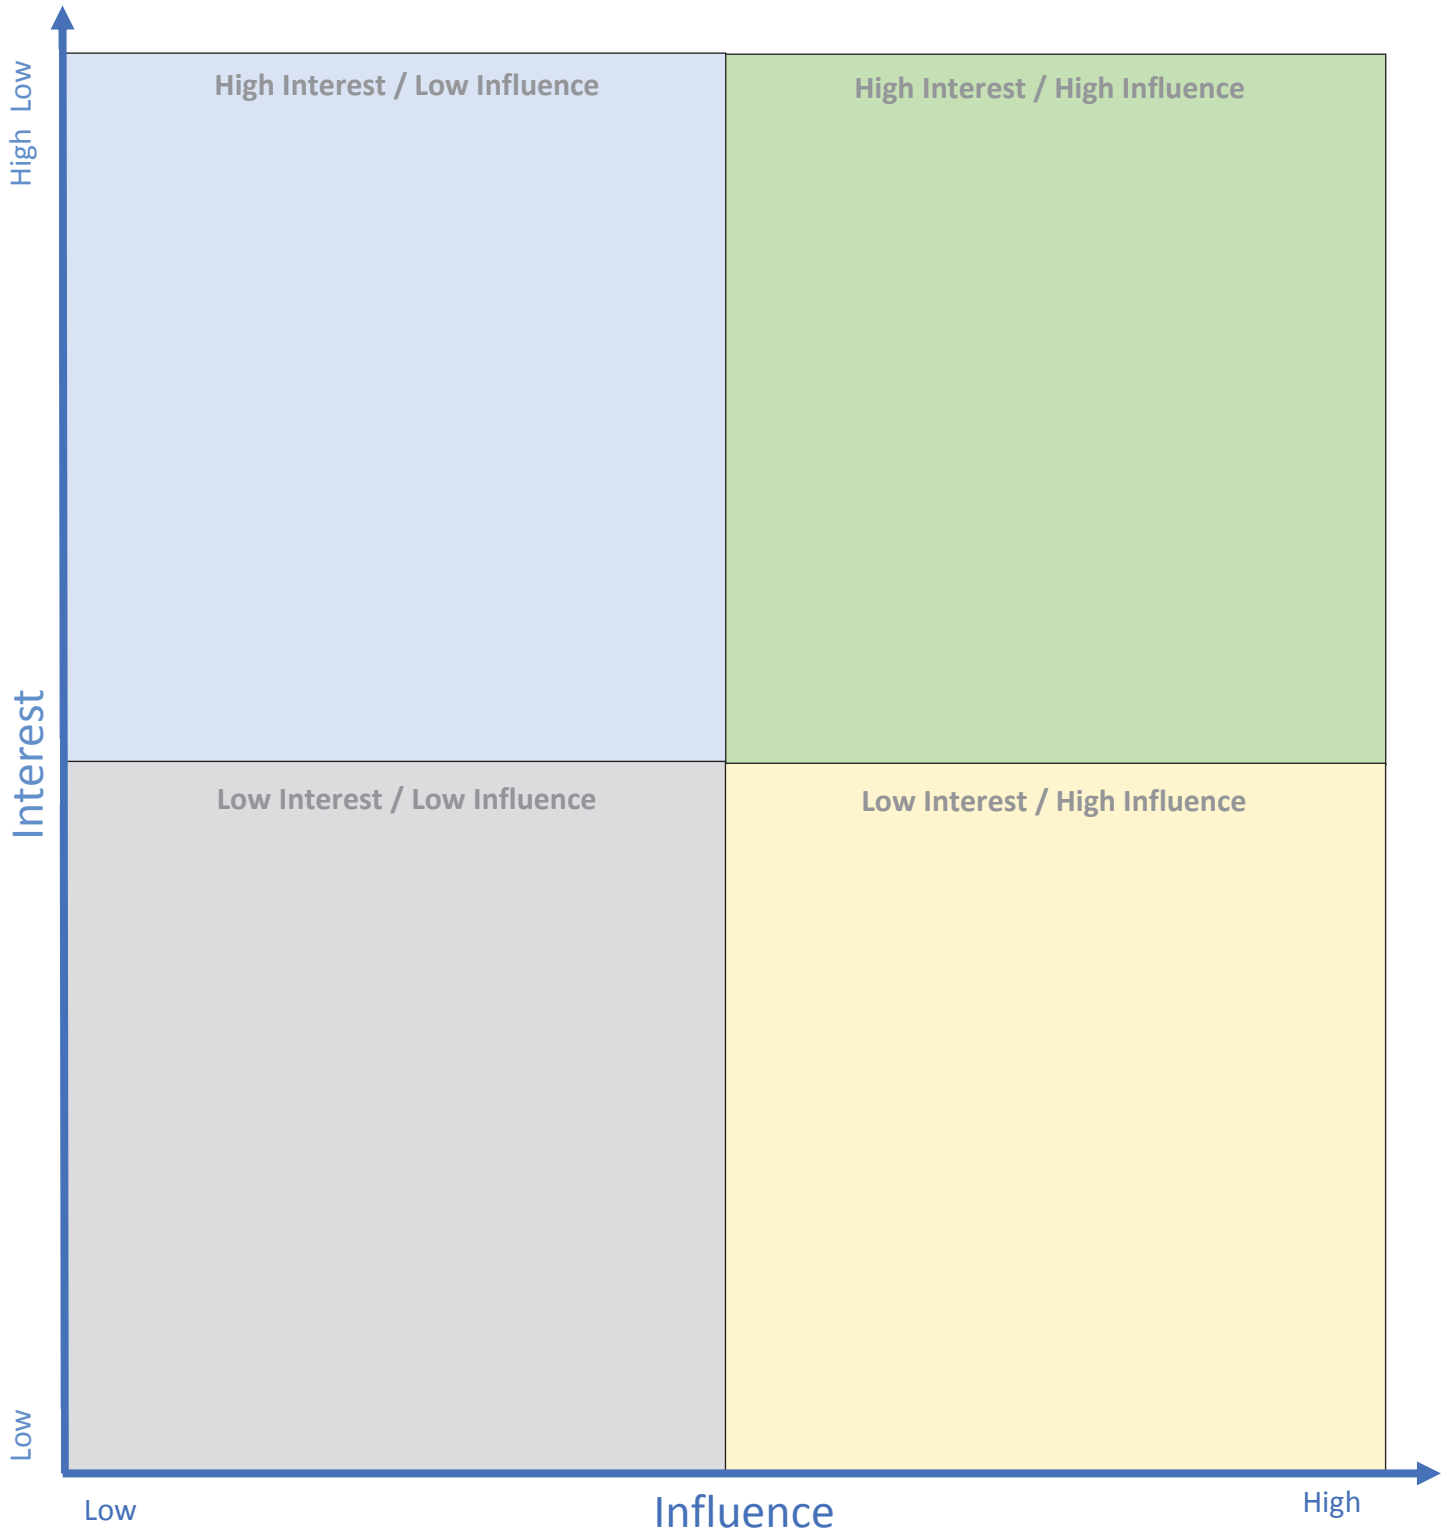 High Low
High Interest / Low Influence
High Interest / High Influence
Interest
Low Interest / Low Influence
Low Interest / High Influence
Low
Low
Influence
High